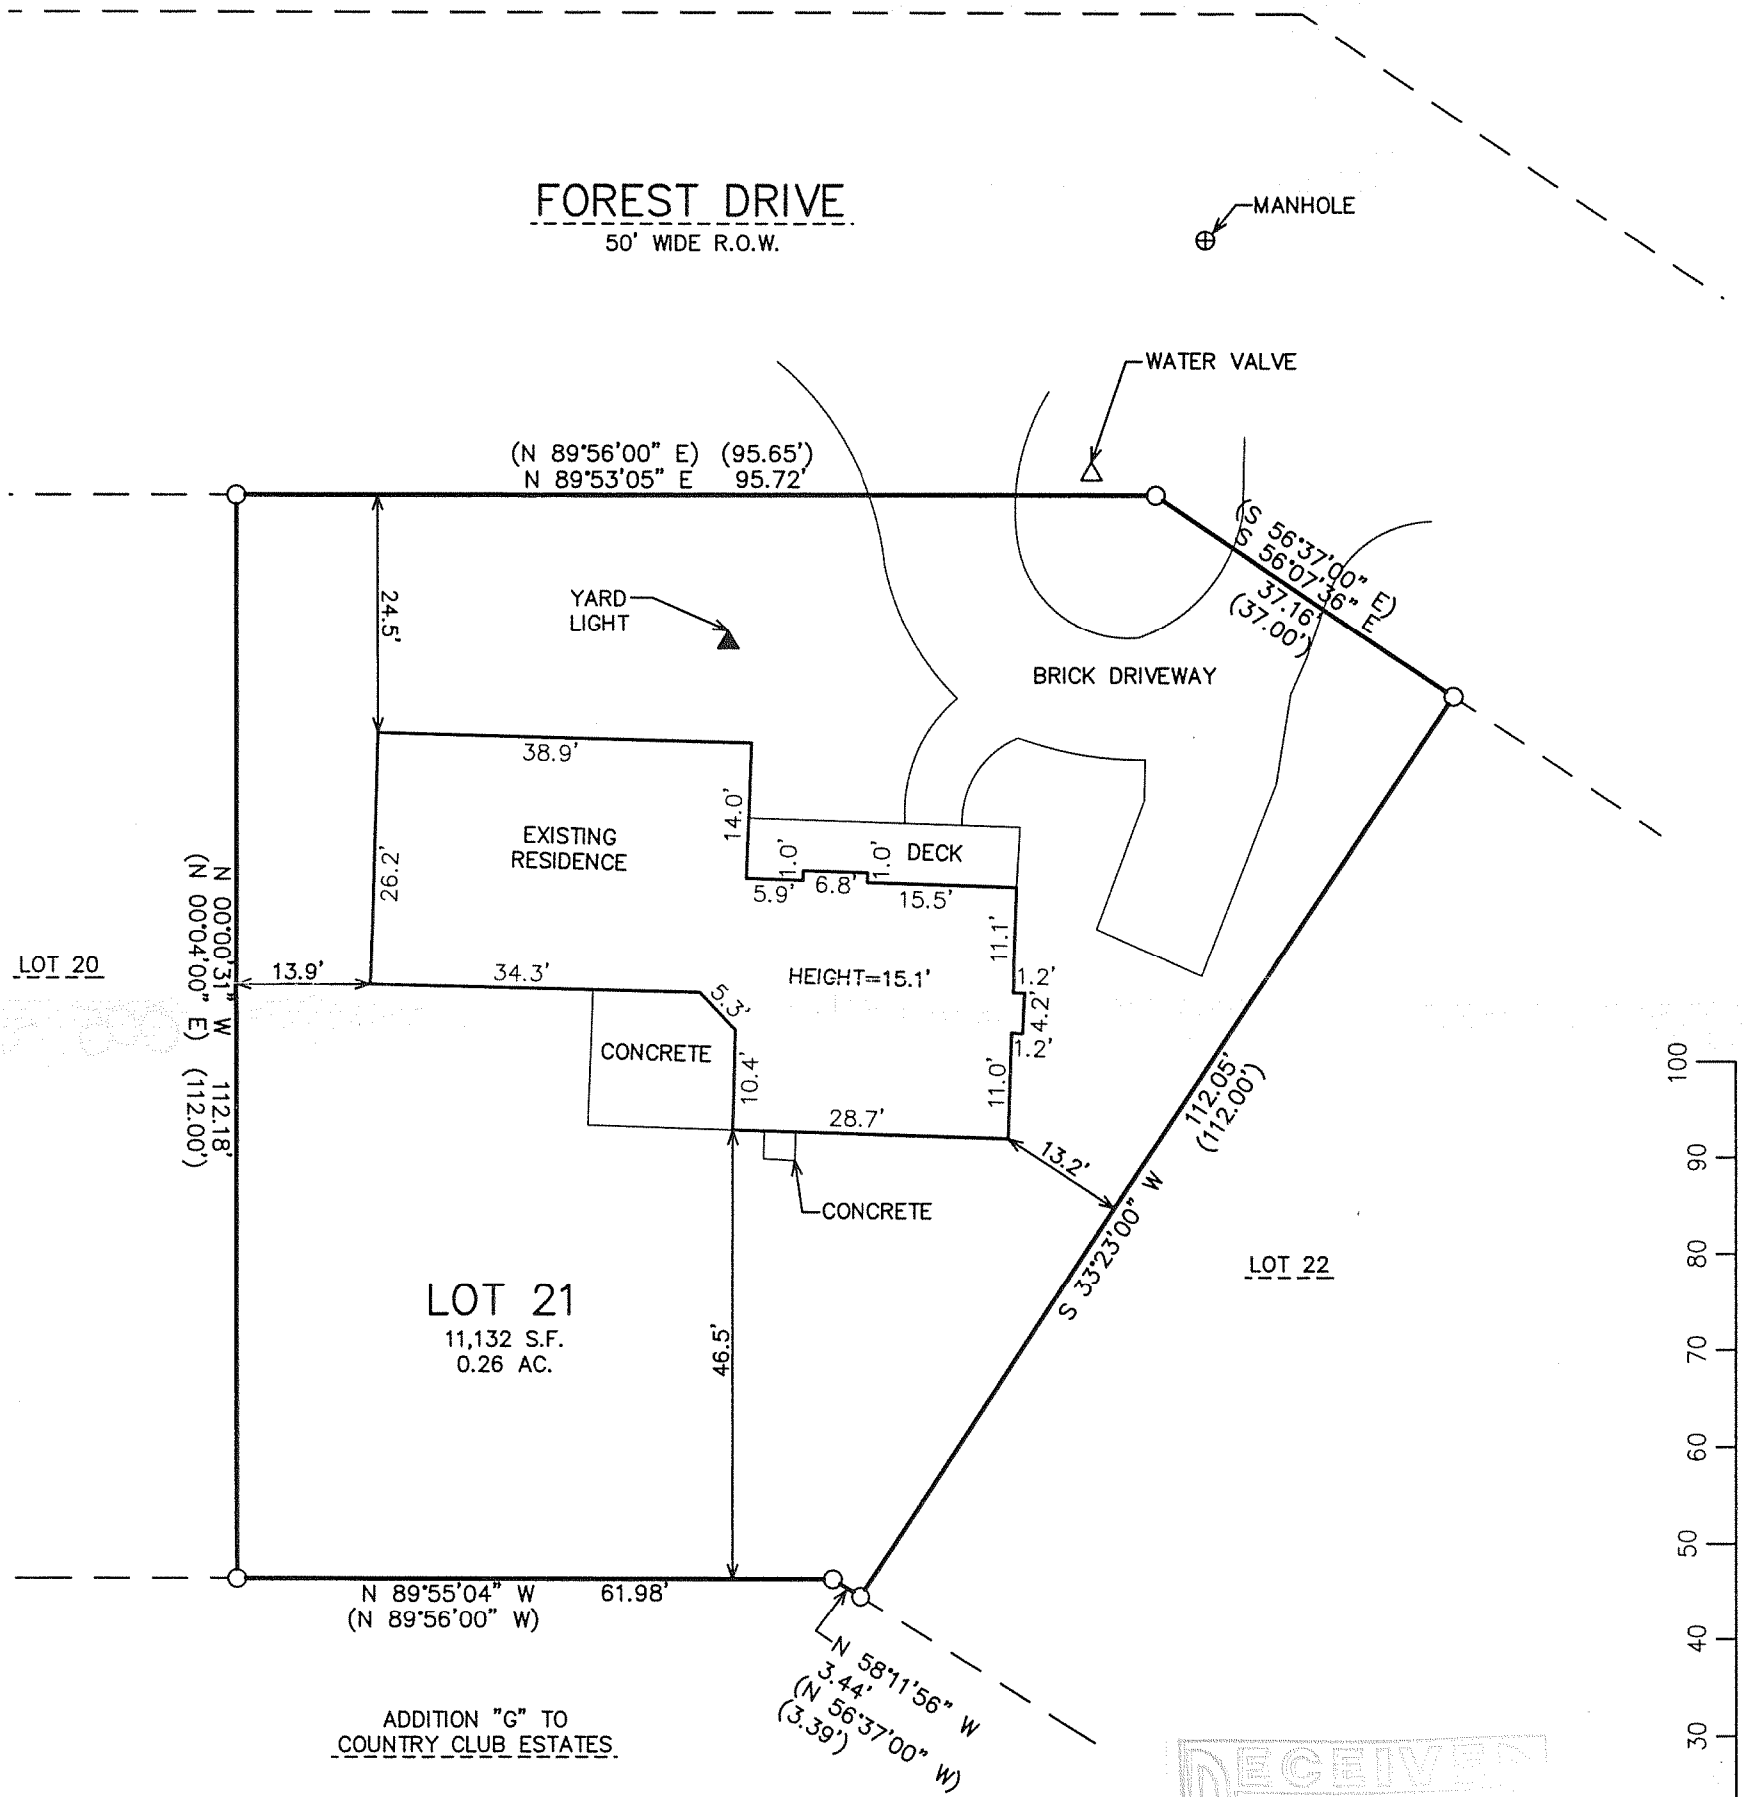 FOREST DRIVE
50' WIDE R.O.W.
MANHOLE
WATER VALVE
(N 89°56'00" E) (95.65')
N 89°53'05" E 95.72'
(S 56°37'00" E)
S 56°07'36" E
37.16'
(37.00')
24.5'
YARD
LIGHT
BRICK DRIVEWAY
38.9'
14.0'
EXISTING
RESIDENCE
26.2'
1.0'
1.0'
DECK
5.9'
6.8'
15.5'
11.1'
N 00°00'31" W 112.18'
(N 00°04'00" E) (112.00')
LOT 20
13.9'
34.3'
HEIGHT=15.1'
1.2'
5.3'
4.2'
CONCRETE
1.2'
10.4'
11.0'
28.7'
S 33°23'00" W 112.05'
(112.00')
13.2'
CONCRETE
LOT 22
LOT 21
11,132 S.F.
0.26 AC.
46.5'
N 89°55'04" W 61.98'
(N 89°56'00" W)
N 58°11'56" W
3.44'
(N 56°37'00" W)
(3.39')
ADDITION "G" TO
COUNTRY CLUB ESTATES
100
90
80
70
60
50
40
30
RECEIVED